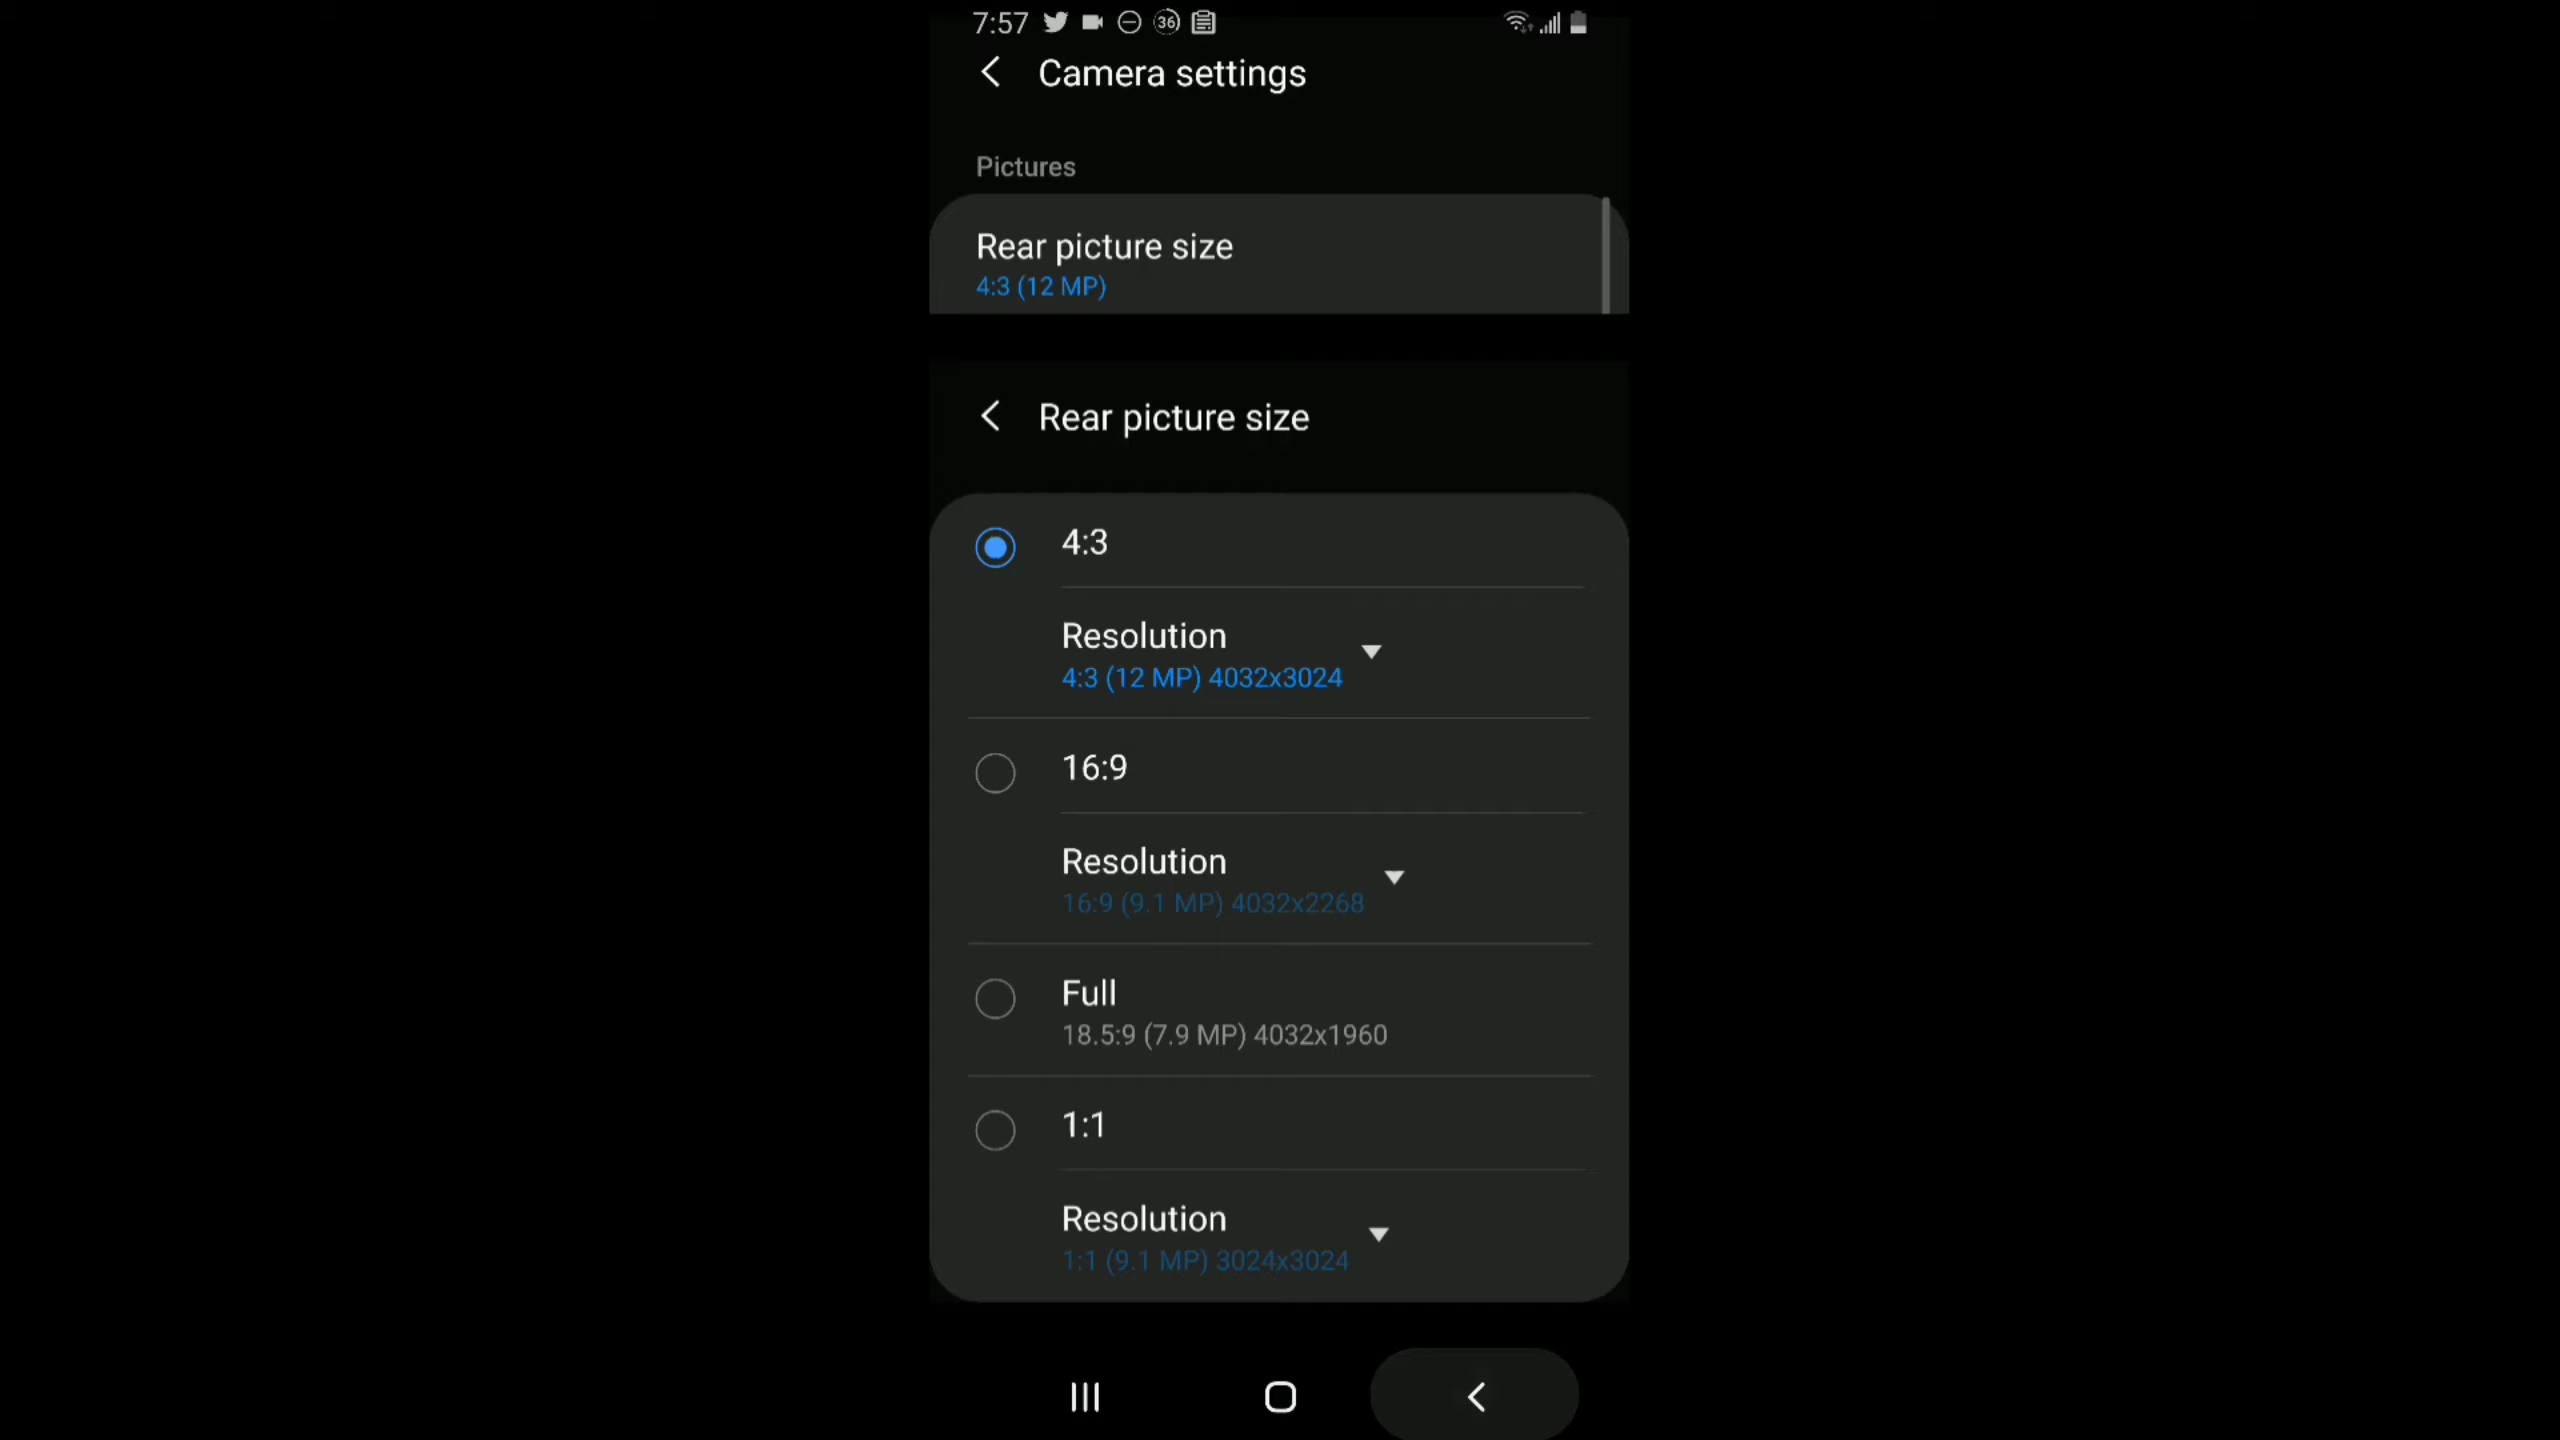 7:57 36
Camera settings
Pictures
Rear picture size
4:3 (12 MP)
Rear picture size
4:3
Resolution
4:3 (12 MP) 4032x3024
16:9
Resolution
16:9 (9.1 MP) 4032x2268
Full
18.5:9 (7.9 MP) 4032x1960
1:1
Resolution
1:1 (9.1 MP) 3024x3024